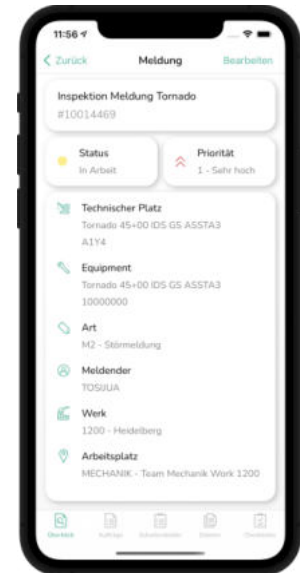 11:56
Zurück Meldung Bearbeiten
Inspektion Meldung Tornado
#10014469
Status
In Arbeit
Priorität
1 - Sehr hoch
Technischer Platz
Tornado 45+00 IDS GS ASSTA3
A1Y4
Equipment
Tornado 45+00 IDS GS ASSTA3
10000000
Art
M2 - Störmeldung
Meldender
TOSIJUA
Werk
1200 - Heidelberg
Arbeitsplatz
MECHANIK - Team Mechanik Work 1200
Überblick Aufträge